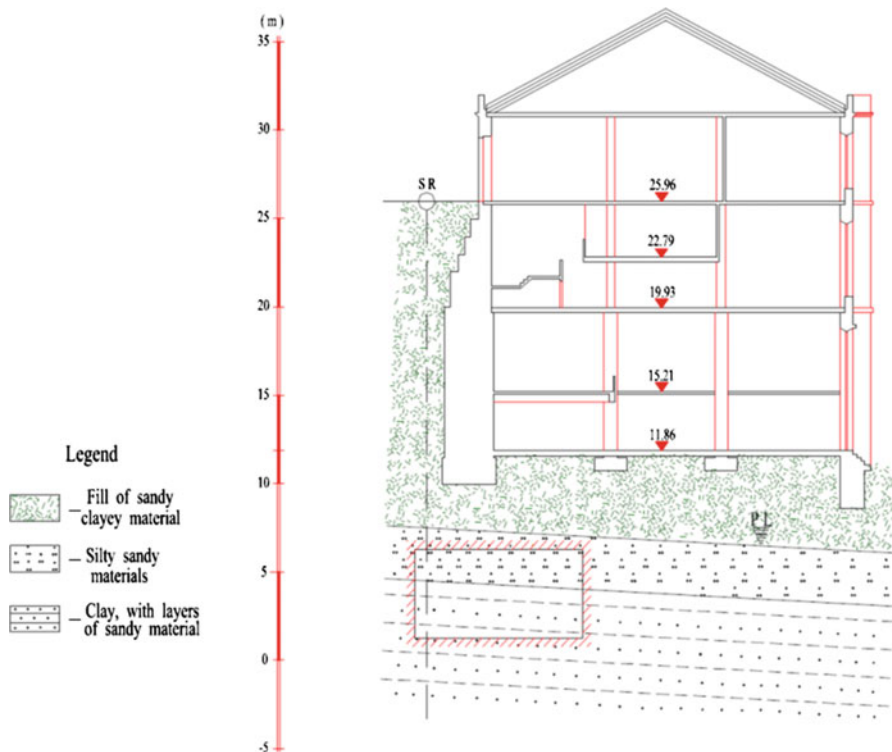 (m)
35
30
25
20
15
10
5
0
-5
SR
25.96
22.79
19.93
15.21
11.86
P.L.
Legend
Fill of sandy
clayey material
Silty sandy
materials
Clay, with layers
of sandy material